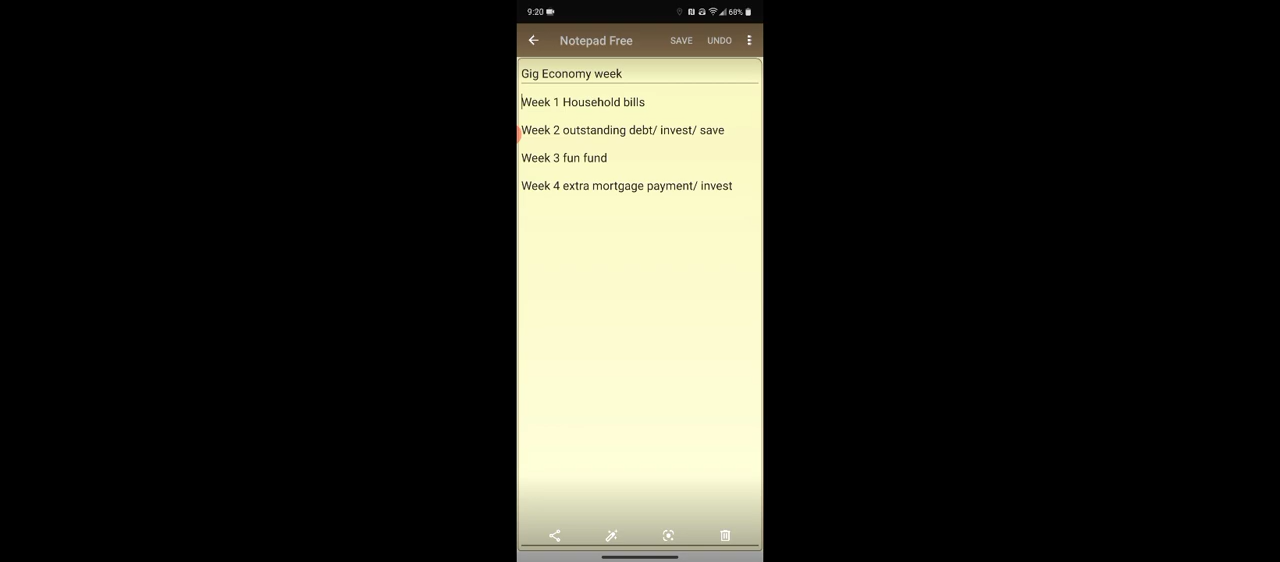 9:20 68%
Notepad Free SAVE UNDO
Gig Economy week
Week 1 Household bills
Week 2 outstanding debt/ invest/ save
Week 3 fun fund
Week 4 extra mortgage payment/ invest